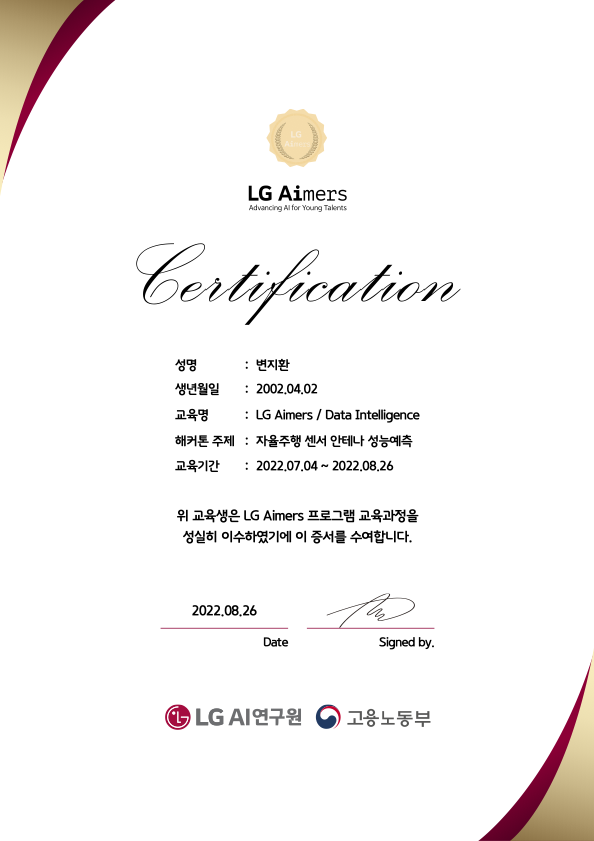 LG
Aimers
LG Aimers
Advancing AI for Young Talents
Certification
성명 : 변지환
생년월일 : 2002.04.02
교육명 : LG Aimers / Data Intelligence
해커톤 주제 : 자율주행 센서 안테나 성능예측
교육기간 : 2022.07.04 ~ 2022.08.26
위 교육생은 LG Aimers 프로그램 교육과정을
성실히 이수하였기에 이 증서를 수여합니다.
2022.08.26
Date Signed by.
LG AI연구원 고용노동부